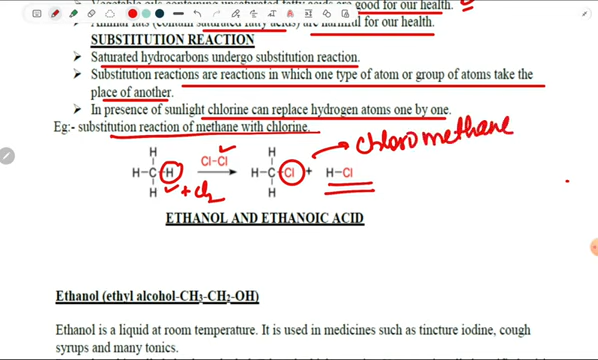 Vegetable oils containing unsaturated fatty acids are good for our health.
Animal fats (contain saturated fatty acids) are harmful for our health.
SUBSTITUTION REACTION
➤ Saturated hydrocarbons undergo substitution reaction.
➤ Substitution reactions are reactions in which one type of atom or group of atoms take the
place of another.
➤ In presence of sunlight chlorine can replace hydrogen atoms one by one.
Eg:- substitution reaction of methane with chlorine.
chloromethane
H H
Cl-Cl
H-C-H H-C-Cl + H-Cl
H + Cl2 H
ETHANOL AND ETHANOIC ACID
Ethanol (ethyl alcohol-CH3-CH2-OH)
Ethanol is a liquid at room temperature. It is used in medicines such as tincture iodine, cough
syrups and many tonics.